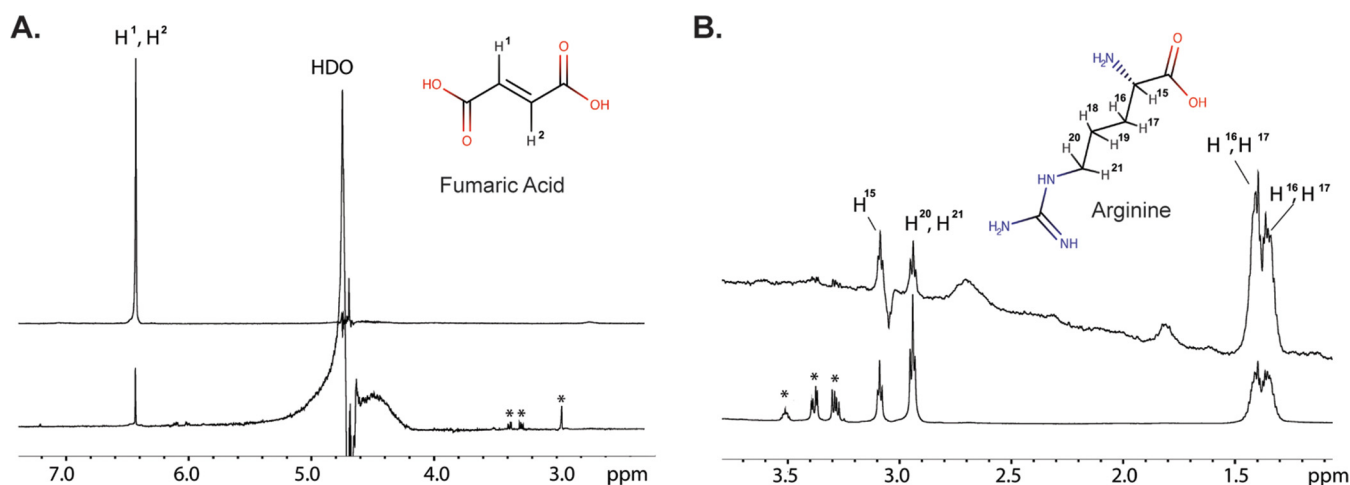 A.
H¹, H²
HDO
H¹
O
HO
OH
O
H²
Fumaric Acid
* * *
7.0 6.0 5.0 4.0 3.0 ppm
B.
H₂N
O
OH
H¹⁵
H¹⁶
H¹⁷
H¹⁸
H¹⁹
H²⁰
H²¹
HN
H₂N
NH
Arginine
H¹⁵
H²⁰, H²¹
H¹⁶, H¹⁷
H¹⁶, H¹⁷
* * *
3.5 3.0 2.5 2.0 1.5 ppm